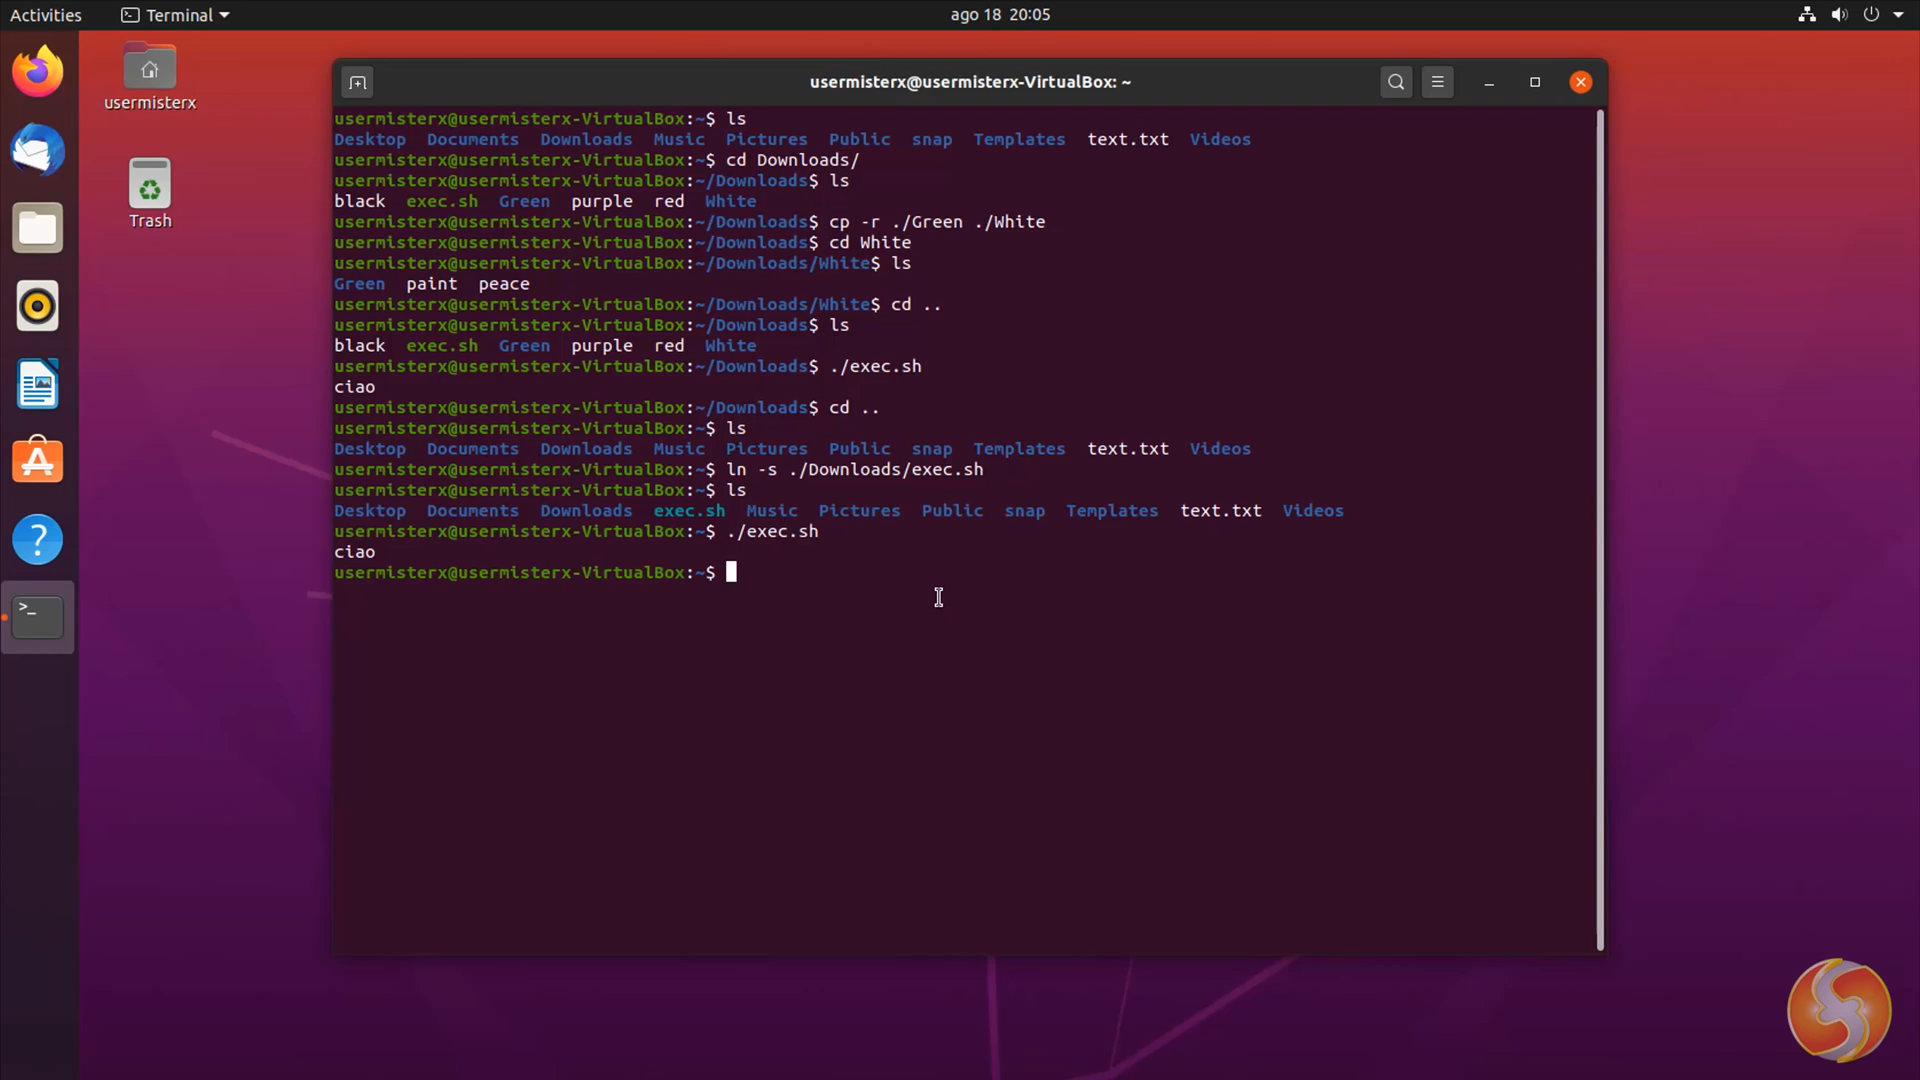 Activities Terminal ago 18 20:05
usermisterx
Trash
usermisterx@usermisterx-VirtualBox: ~
usermisterx@usermisterx-VirtualBox:~$ ls
Desktop Documents Downloads Music Pictures Public snap Templates text.txt Videos
usermisterx@usermisterx-VirtualBox:~$ cd Downloads/
usermisterx@usermisterx-VirtualBox:~/Downloads$ ls
black exec.sh Green purple red White
usermisterx@usermisterx-VirtualBox:~/Downloads$ cp -r ./Green ./White
usermisterx@usermisterx-VirtualBox:~/Downloads$ cd White
usermisterx@usermisterx-VirtualBox:~/Downloads/White$ ls
Green paint peace
usermisterx@usermisterx-VirtualBox:~/Downloads/White$ cd ..
usermisterx@usermisterx-VirtualBox:~/Downloads$ ls
black exec.sh Green purple red White
usermisterx@usermisterx-VirtualBox:~/Downloads$ ./exec.sh
ciao
usermisterx@usermisterx-VirtualBox:~/Downloads$ cd ..
usermisterx@usermisterx-VirtualBox:~$ ls
Desktop Documents Downloads Music Pictures Public snap Templates text.txt Videos
usermisterx@usermisterx-VirtualBox:~$ ln -s ./Downloads/exec.sh
usermisterx@usermisterx-VirtualBox:~$ ls
Desktop Documents Downloads exec.sh Music Pictures Public snap Templates text.txt Videos
usermisterx@usermisterx-VirtualBox:~$ ./exec.sh
ciao
usermisterx@usermisterx-VirtualBox:~$